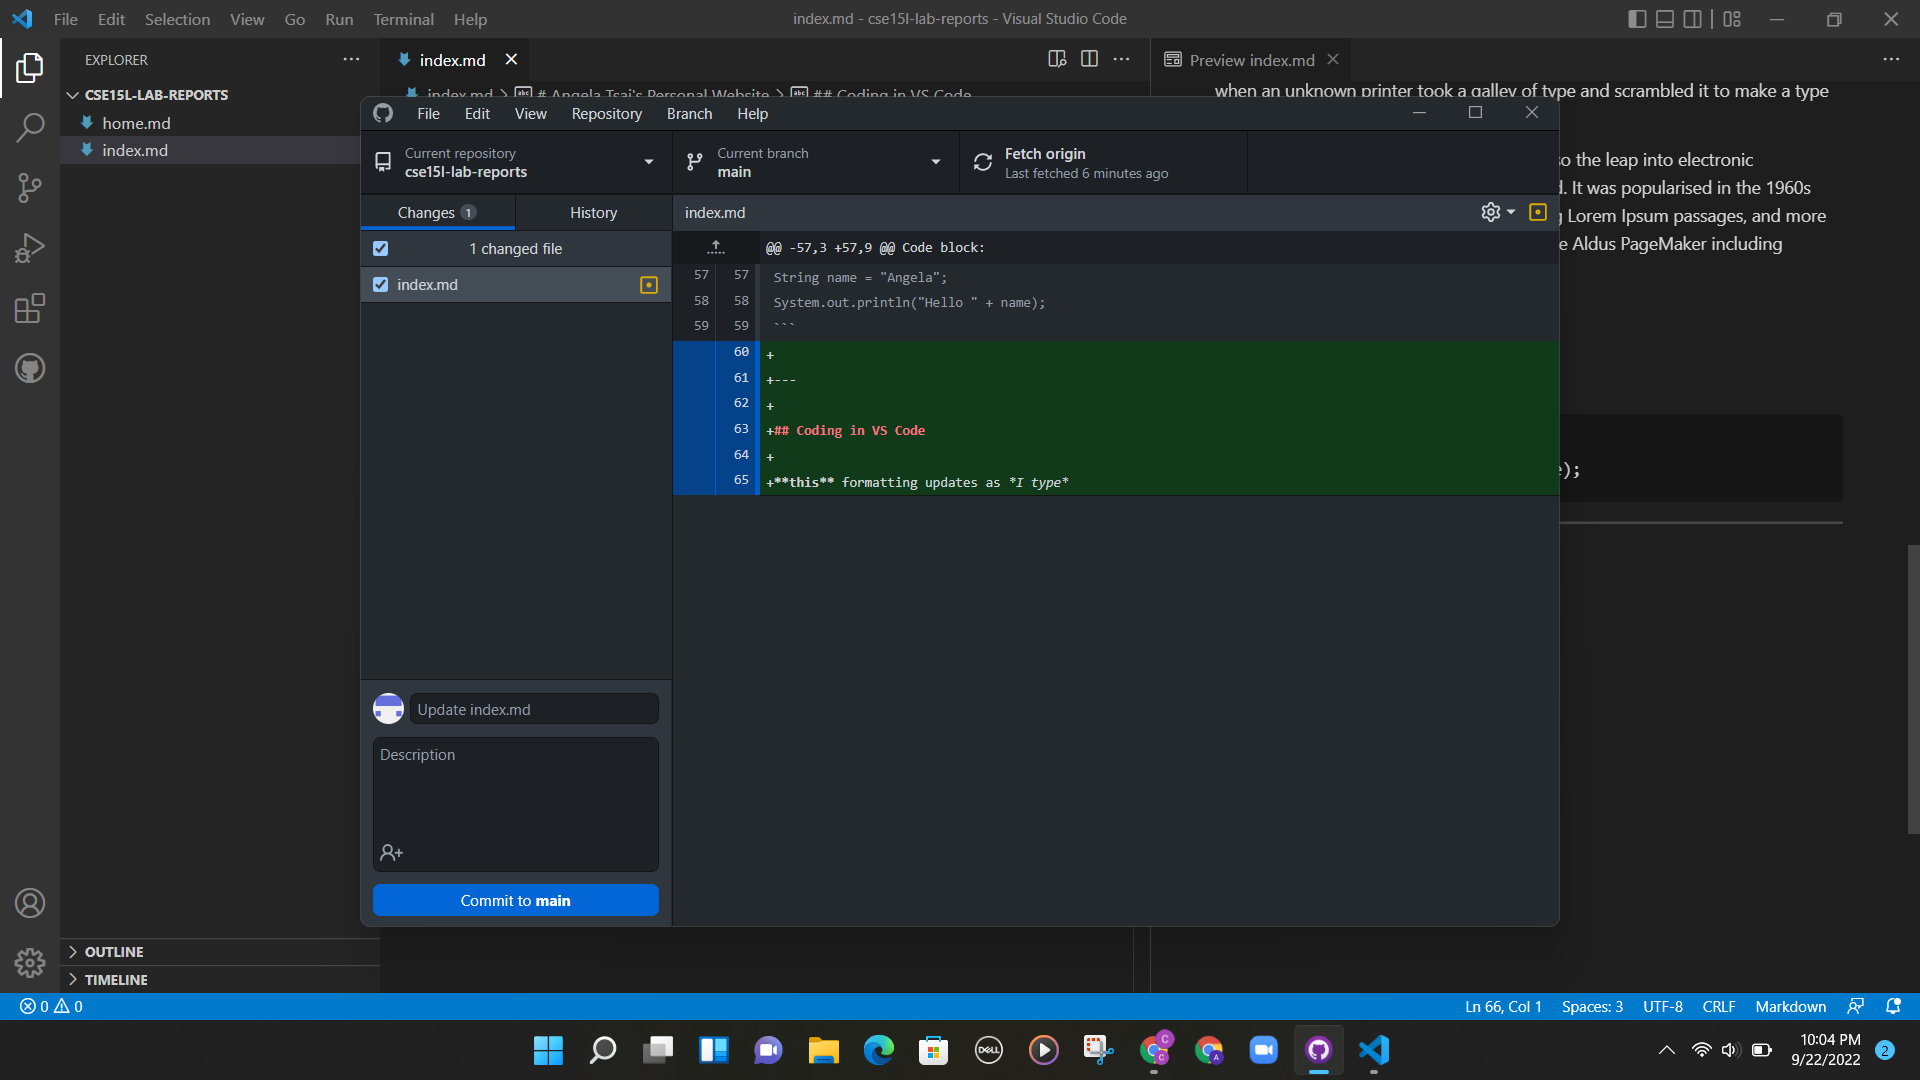 File Edit Selection View Go Run Terminal Help
index.md - cse15l-lab-reports - Visual Studio Code
EXPLORER
CSE15L-LAB-REPORTS
home.md
index.md
index.md
index.md > # Angela Tsai's Personal Website > ## Coding in VS Code
Preview index.md
when an unknown printer took a galley of type and scrambled it to make a type
so the leap into electronic
d. It was popularised in the 1960s
g Lorem Ipsum passages, and more
e Aldus PageMaker including
e);
File Edit View Repository Branch Help
Current repository
cse15l-lab-reports
Current branch
main
Fetch origin
Last fetched 6 minutes ago
Changes 1
History
index.md
1 changed file
index.md
@@ -57,3 +57,9 @@ Code block:
57 57 String name = "Angela";
58 58 System.out.println("Hello " + name);
59 59 ```
60 +
61 +---
62 +
63 +## Coding in VS Code
64 +
65 +**this** formatting updates as *I type*
Update index.md
Description
Commit to main
OUTLINE
TIMELINE
0 0
Ln 66, Col 1 Spaces: 3 UTF-8 CRLF Markdown
DELL
C
C
A
10:04 PM
9/22/2022
2